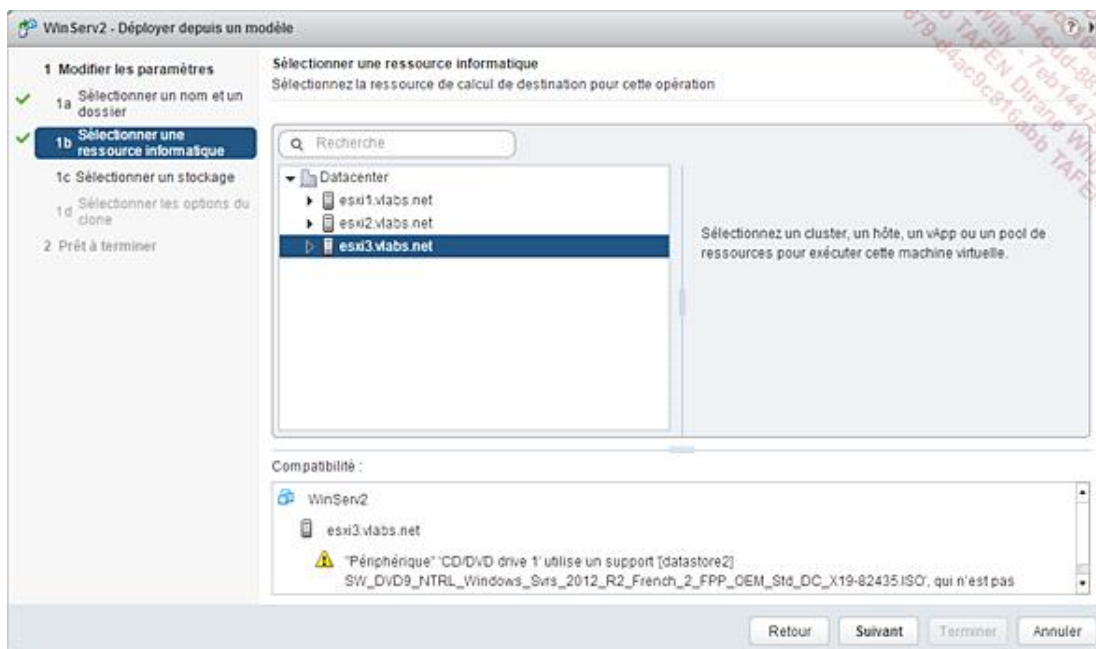 WinServ2 - Déployer depuis un modèle
?
1 Modifier les paramètres
1a Sélectionner un nom et un
dossier
1b Sélectionner une
ressource informatique
1c Sélectionner un stockage
1d Sélectionner les options du
clone
2 Prêt à terminer
Sélectionner une ressource informatique
Sélectionnez la ressource de calcul de destination pour cette opération
Recherche
Datacenter
esxi1.vlabs.net
esxi2.vlabs.net
esxi3.vlabs.net
Sélectionnez un cluster, un hôte, un vApp ou un pool de
ressources pour exécuter cette machine virtuelle.
Compatibilité :
WinServ2
esxi3.vlabs.net
"Périphérique" 'CD/DVD drive 1' utilise un support '[datastore2]
SW_DVD9_NTRL_Windows_Svrs_2012_R2_French_2_FPP_OEM_Std_DC_X19-82435.ISO', qui n'est pas
Retour
Suivant
Terminer
Annuler
TAFEN
Willy
TAFEN Dirane